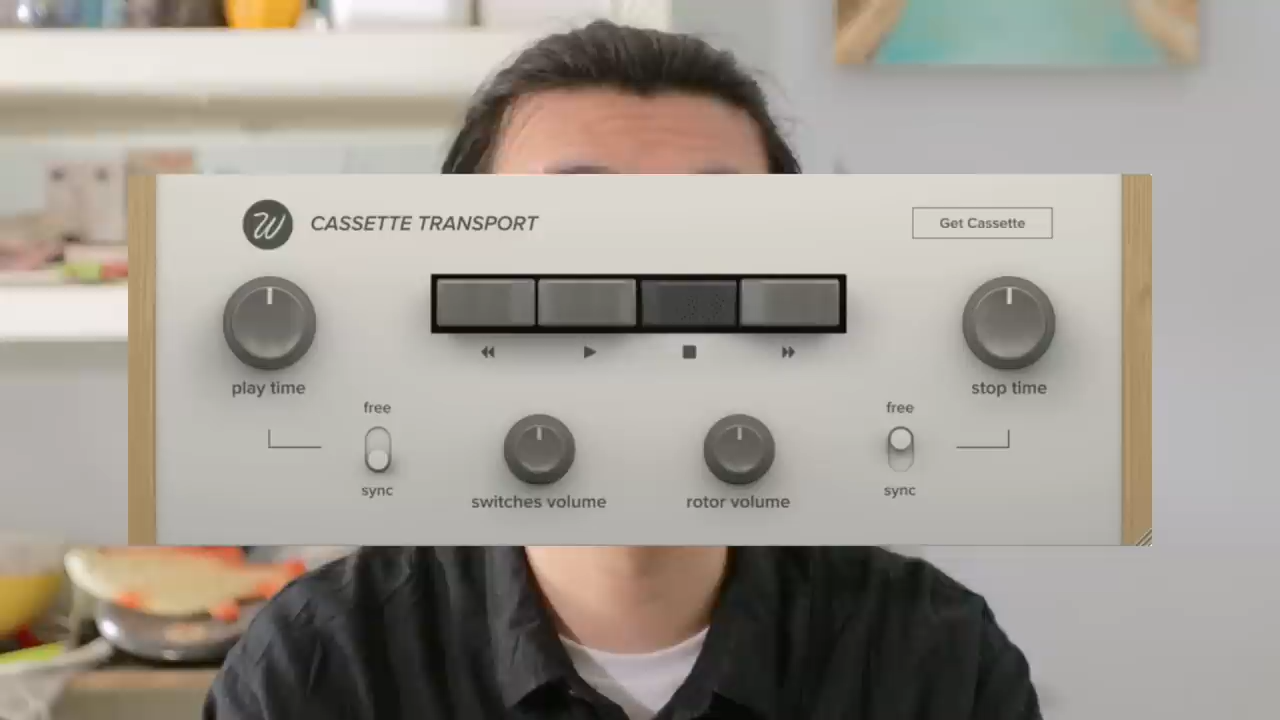 W CASSETTE TRANSPORT
Get Cassette
play time
stop time
free
free
sync
sync
switches volume
rotor volume